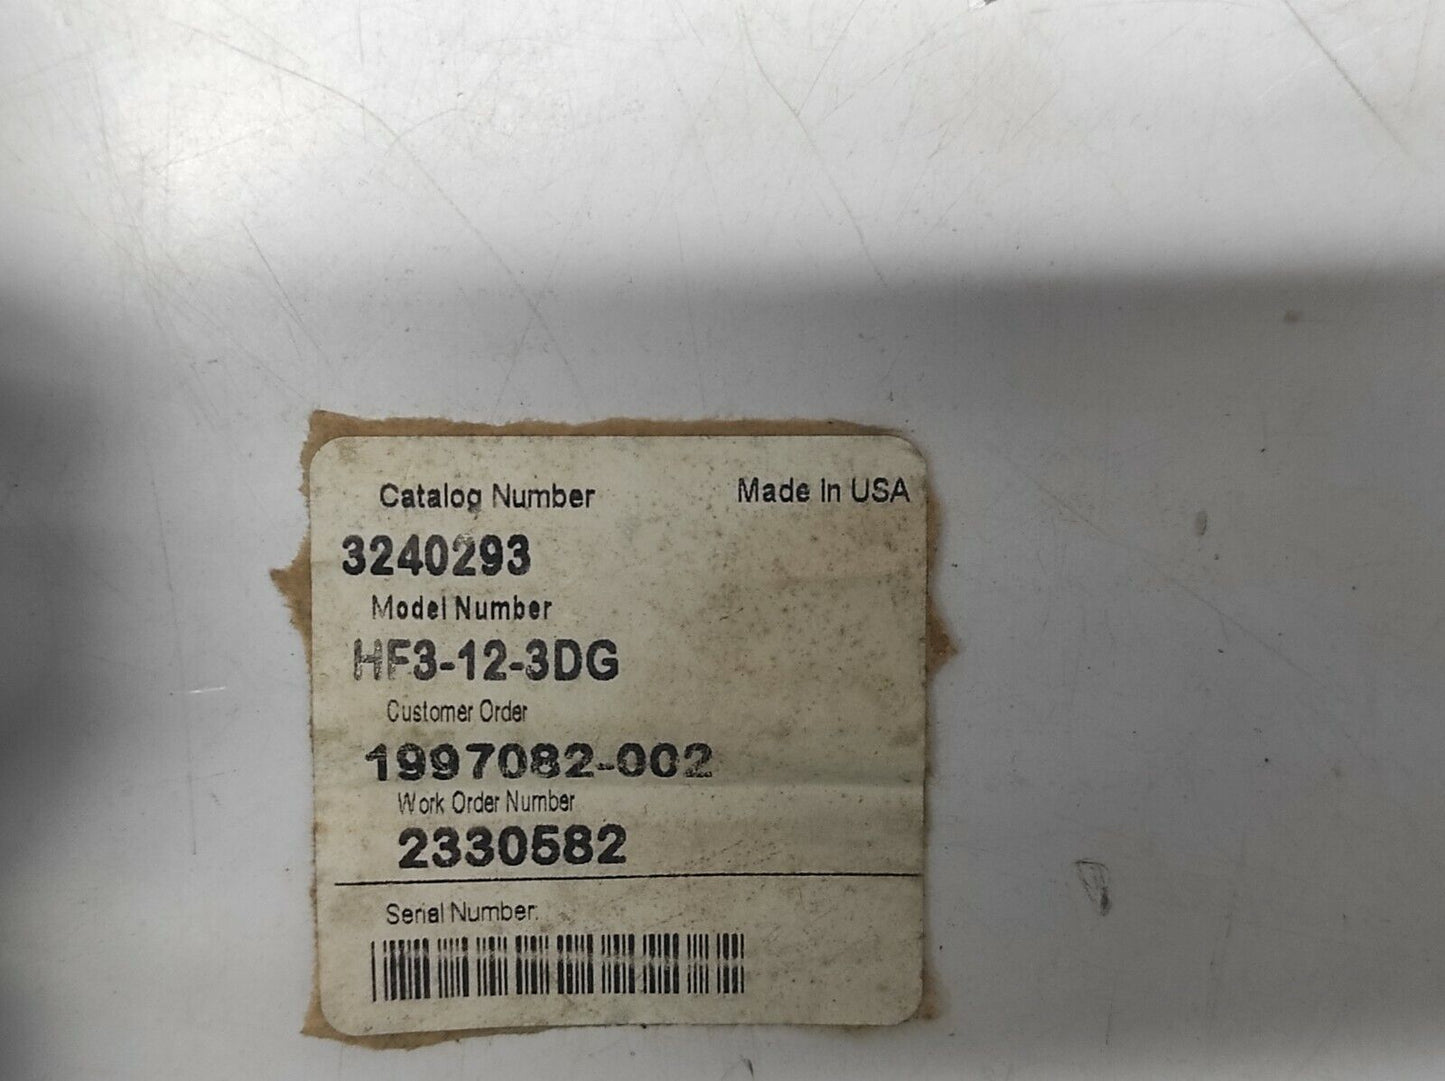 Catalog Number
Made In USA
3240293
Model Number
HF3-12-3DG
Customer Order
1997082-002
Work Order Number
2330582
Serial Number: